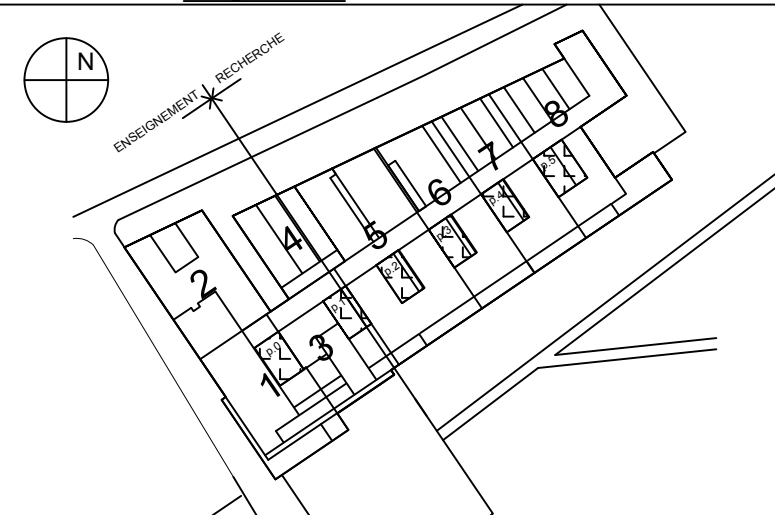 N
ENSEIGNEMENT
RECHERCHE
8
7
6
5
4
2
3
1
p.5
p.4
p.3
p.2
p.1
p.0